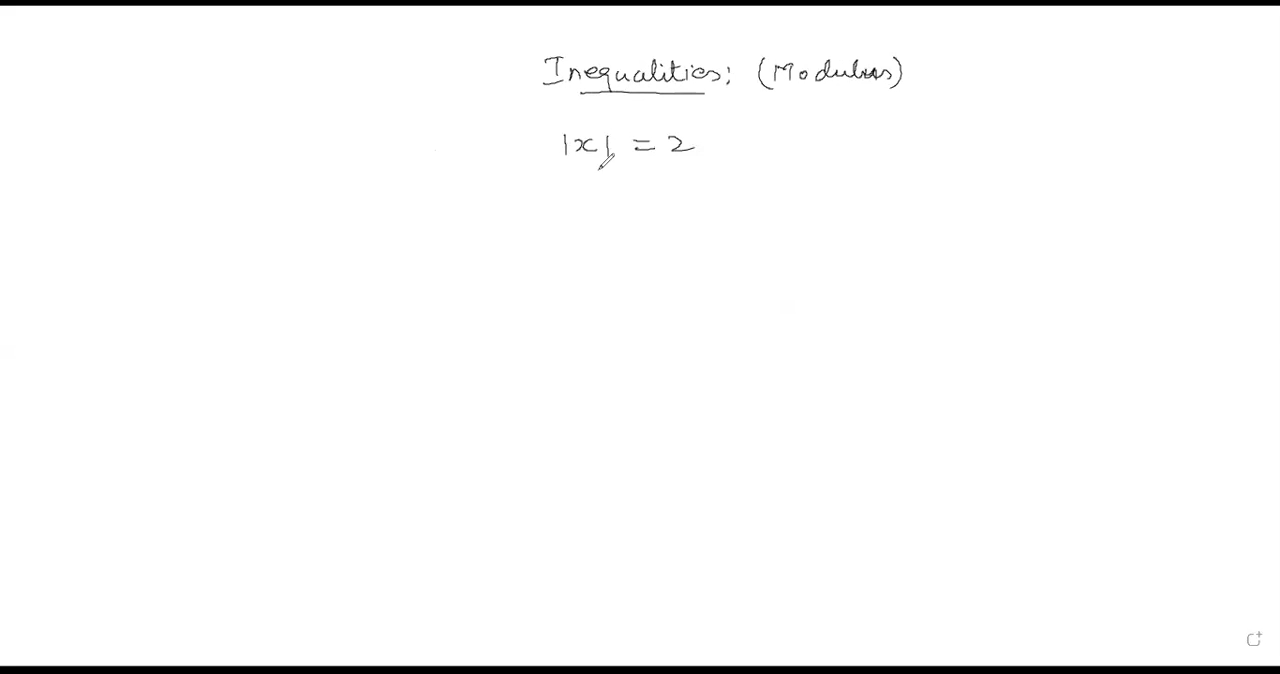 Inequalities: (Modulus)
|x| = 2